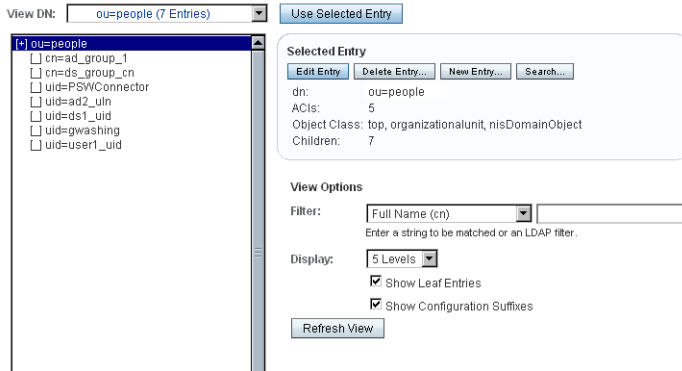 View DN: ou=people (7 Entries) Use Selected Entry
[+] ou=people
[ ] cn=ad_group_1
[ ] cn=ds_group_cn
[ ] uid=PSWConnector
[ ] uid=ad2_uln
[ ] uid=ds1_uid
[ ] uid=gwashing
[ ] uid=user1_uid
Selected Entry
Edit Entry Delete Entry... New Entry... Search...
dn: ou=people
ACIs: 5
Object Class: top, organizationalunit, nisDomainObject
Children: 7
View Options
Filter: Full Name (cn)
Enter a string to be matched or an LDAP filter.
Display: 5 Levels
Show Leaf Entries
Show Configuration Suffixes
Refresh View